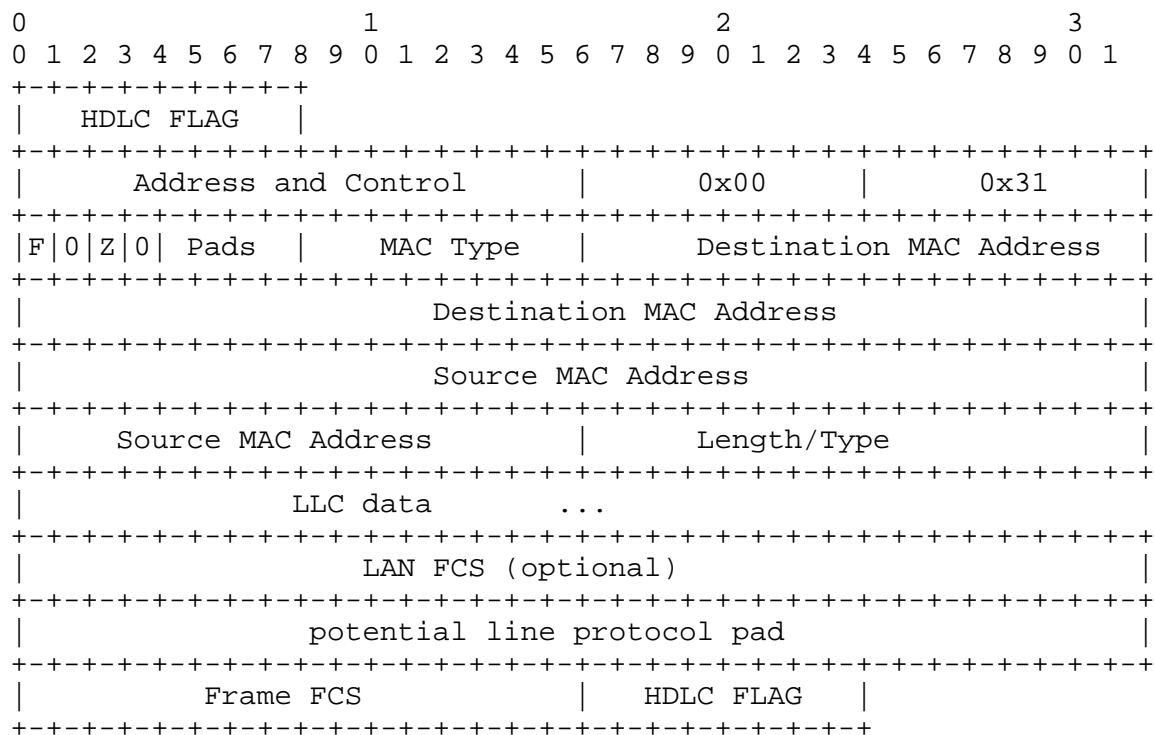 0                   1                   2                   3
0 1 2 3 4 5 6 7 8 9 0 1 2 3 4 5 6 7 8 9 0 1 2 3 4 5 6 7 8 9 0 1
+-+-+-+-+-+-+-+-+
|   HDLC FLAG   |
+-+-+-+-+-+-+-+-+-+-+-+-+-+-+-+-+-+-+-+-+-+-+-+-+-+-+-+-+-+-+-+-+
|      Address and Control      |      0x00     |      0x31     |
+-+-+-+-+-+-+-+-+-+-+-+-+-+-+-+-+-+-+-+-+-+-+-+-+-+-+-+-+-+-+-+-+
|F|0|Z|0| Pads  |    MAC Type   |      Destination MAC Address  |
+-+-+-+-+-+-+-+-+-+-+-+-+-+-+-+-+-+-+-+-+-+-+-+-+-+-+-+-+-+-+-+-+
|                       Destination MAC Address                 |
+-+-+-+-+-+-+-+-+-+-+-+-+-+-+-+-+-+-+-+-+-+-+-+-+-+-+-+-+-+-+-+-+
|                       Source MAC Address                      |
+-+-+-+-+-+-+-+-+-+-+-+-+-+-+-+-+-+-+-+-+-+-+-+-+-+-+-+-+-+-+-+-+
|     Source MAC Address        |      Length/Type              |
+-+-+-+-+-+-+-+-+-+-+-+-+-+-+-+-+-+-+-+-+-+-+-+-+-+-+-+-+-+-+-+-+
|               LLC data       ...
+-+-+-+-+-+-+-+-+-+-+-+-+-+-+-+-+-+-+-+-+-+-+-+-+-+-+-+-+-+-+-+-+
|                   LAN FCS (optional)                          |
+-+-+-+-+-+-+-+-+-+-+-+-+-+-+-+-+-+-+-+-+-+-+-+-+-+-+-+-+-+-+-+-+
|                potential line protocol pad                    |
+-+-+-+-+-+-+-+-+-+-+-+-+-+-+-+-+-+-+-+-+-+-+-+-+-+-+-+-+-+-+-+-+
|          Frame FCS            |   HDLC FLAG   |
+-+-+-+-+-+-+-+-+-+-+-+-+-+-+-+-+-+-+-+-+-+-+-+-+